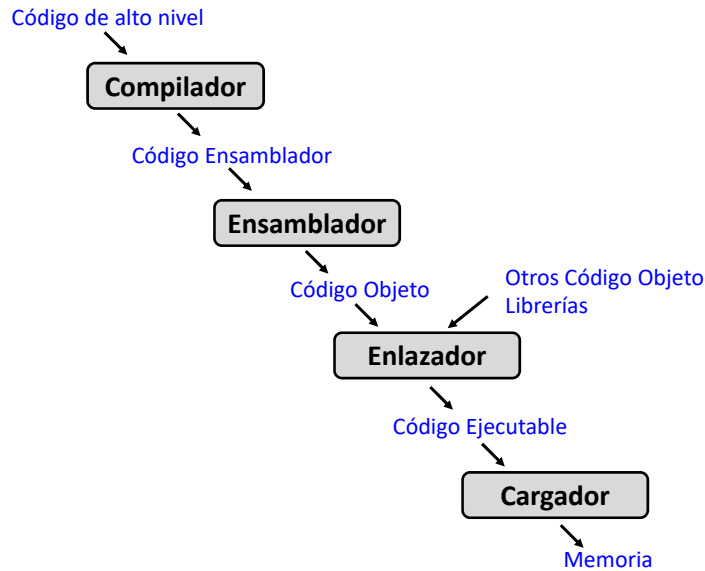 Código de alto nivel
Compilador
Código Ensamblador
Ensamblador
Código Objeto
Otros Código Objeto
Librerías
Enlazador
Código Ejecutable
Cargador
Memoria